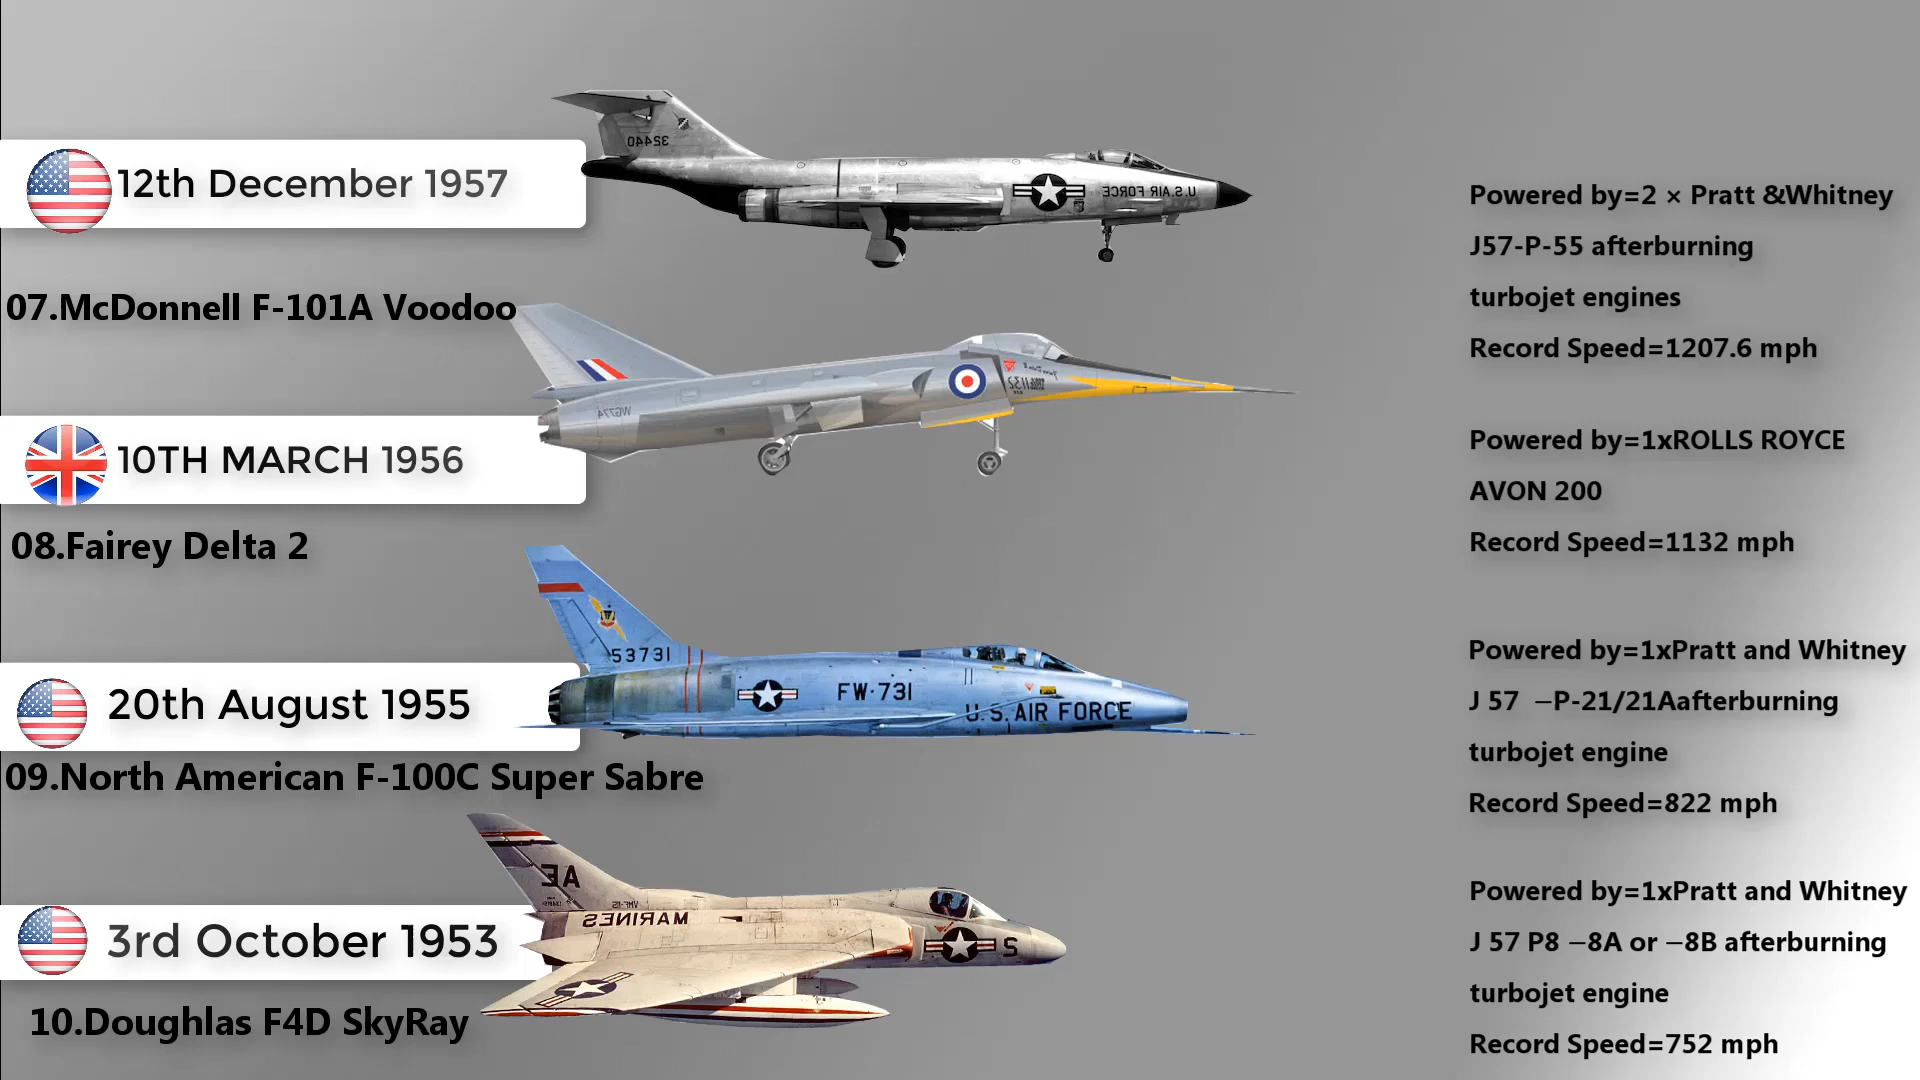 32440
12th December 1957
U.S.AIR FORCE
Powered by=2 × Pratt &Whitney
J57-P-55 afterburning
turbojet engines
Record Speed=1207.6 mph
07.McDonnell F-101A Voodoo
WG774
10TH MARCH 1956
Powered by=1xROLLS ROYCE
AVON 200
Record Speed=1132 mph
08.Fairey Delta 2
53731
FW-731
U.S.AIR FORCE
20th August 1955
Powered by=1xPratt and Whitney
J 57 –P-21/21Aafterburning
turbojet engine
Record Speed=822 mph
09.North American F-100C Super Sabre
AE
VMF-115
MARINES
S
3rd October 1953
Powered by=1xPratt and Whitney
J 57 P8 –8A or –8B afterburning
turbojet engine
Record Speed=752 mph
10.Doughlas F4D SkyRay